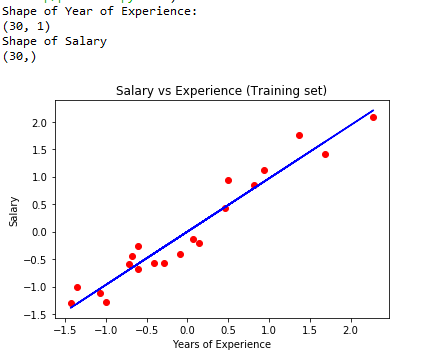 Shape of Year of Experience:
(30, 1)
Shape of Salary
(30,)
Salary vs Experience (Training set)
2.0
1.5
1.0
0.5
0.0
−0.5
−1.0
−1.5
Salary
−1.5 −1.0 −0.5 0.0 0.5 1.0 1.5 2.0
Years of Experience